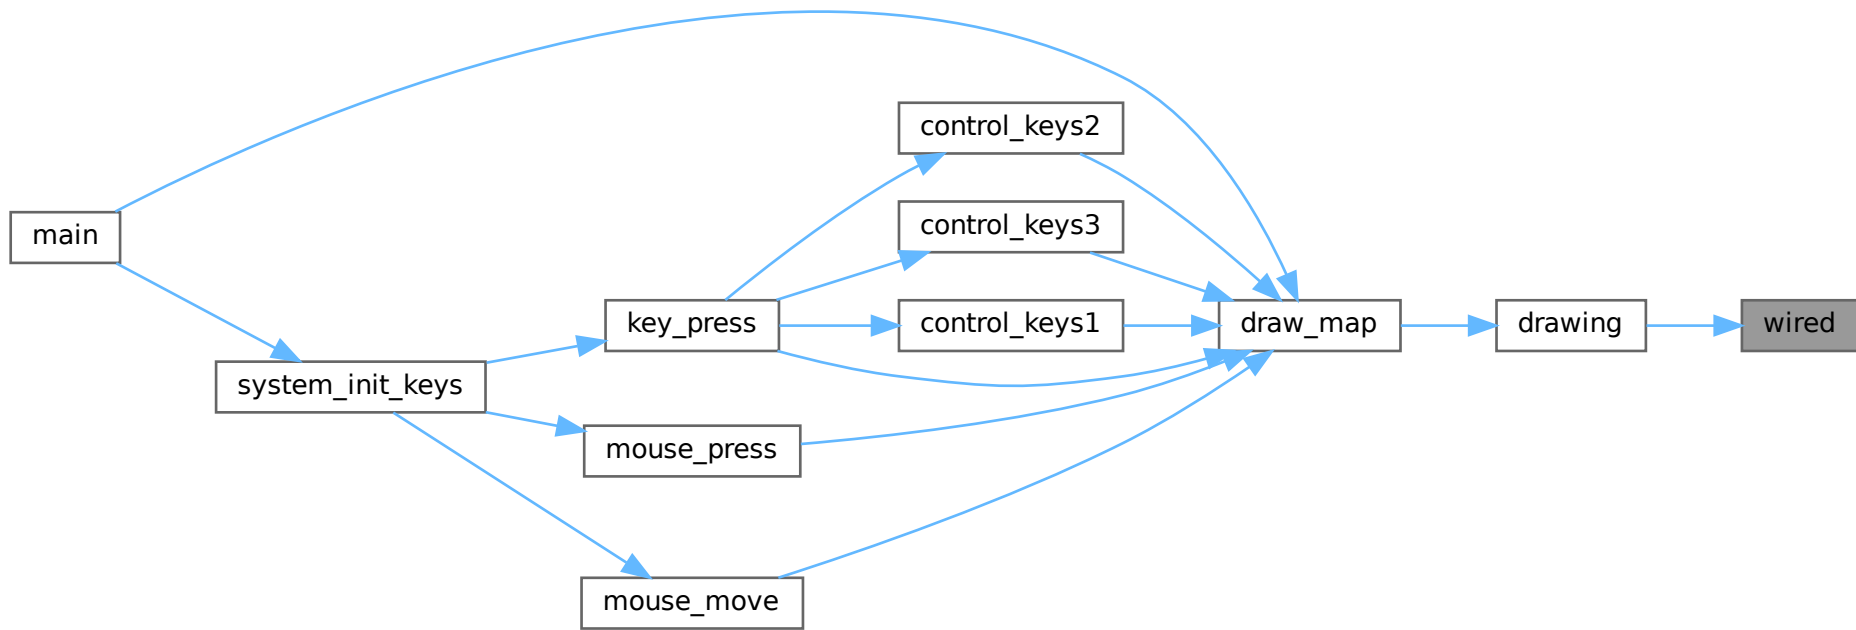 main
system_init_keys
key_press
mouse_press
mouse_move
control_keys2
control_keys3
control_keys1
draw_map
drawing
wired